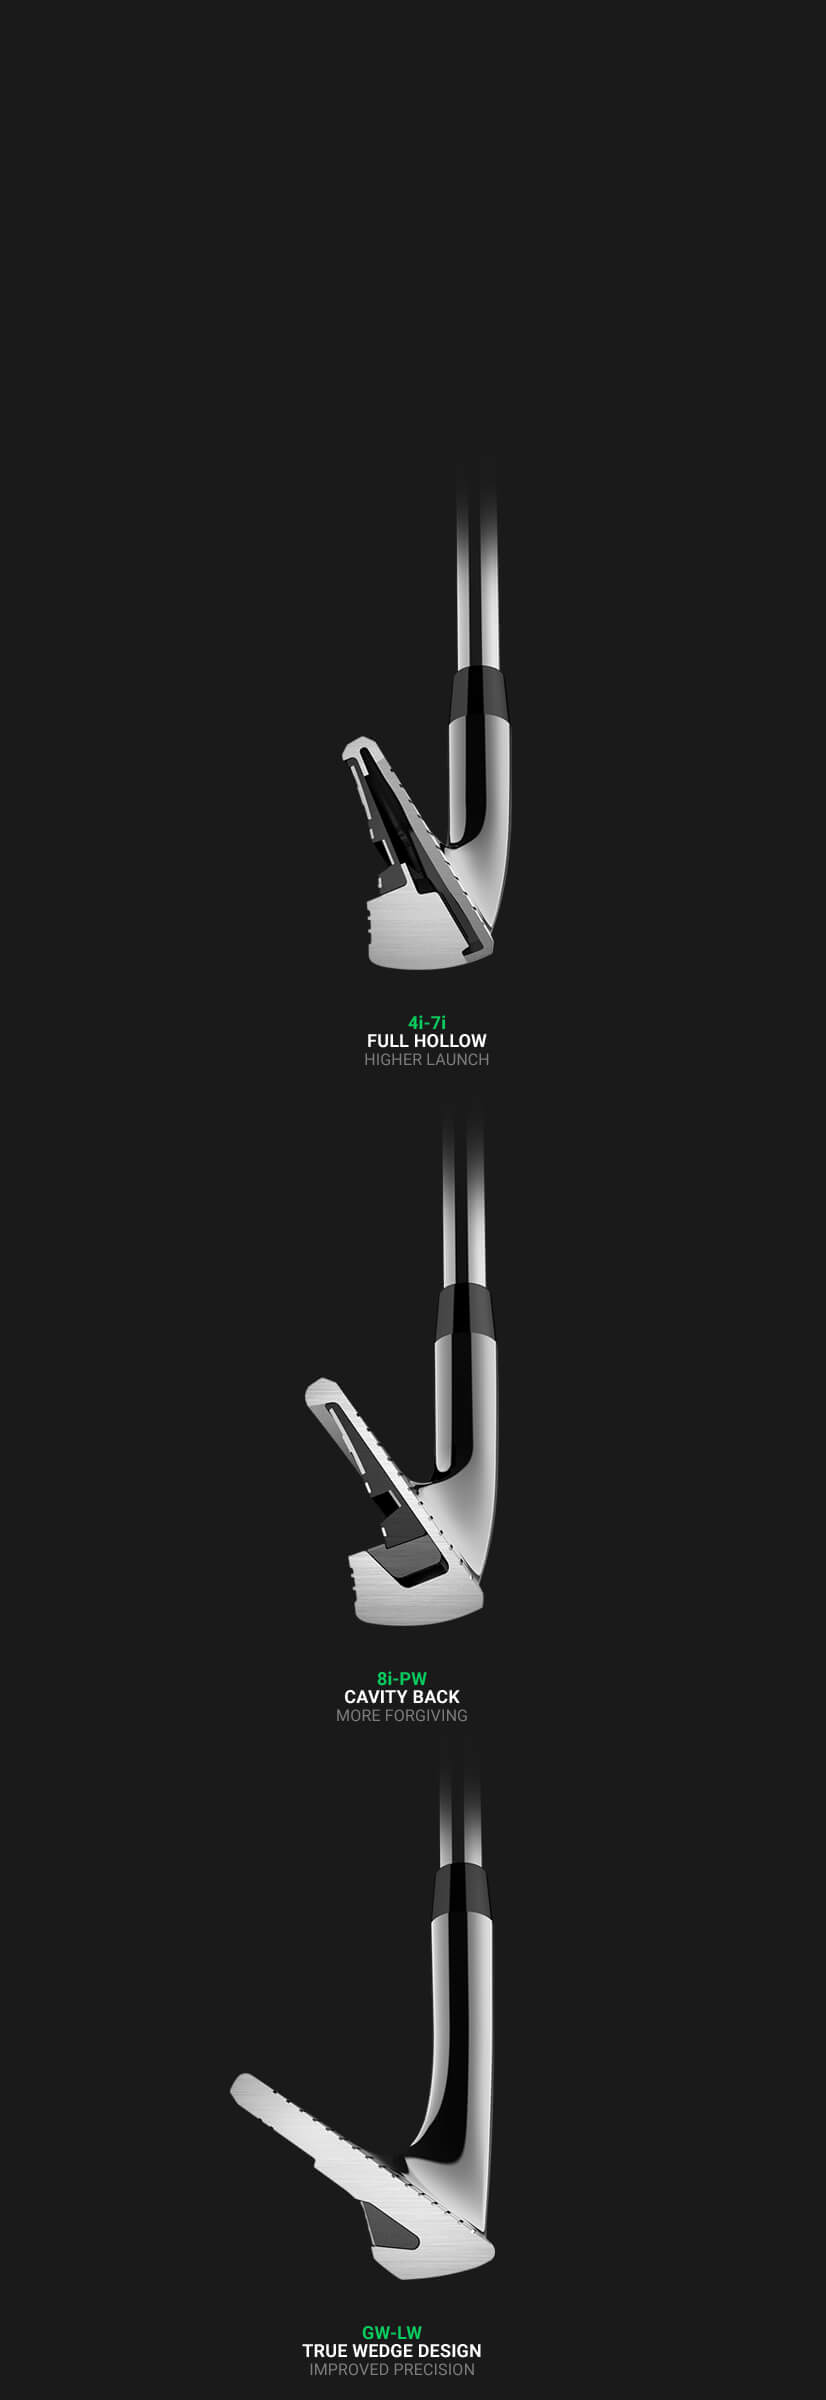 4i-7i
FULL HOLLOW
HIGHER LAUNCH
8i-PW
CAVITY BACK
MORE FORGIVING
GW-LW
TRUE WEDGE DESIGN
IMPROVED PRECISION